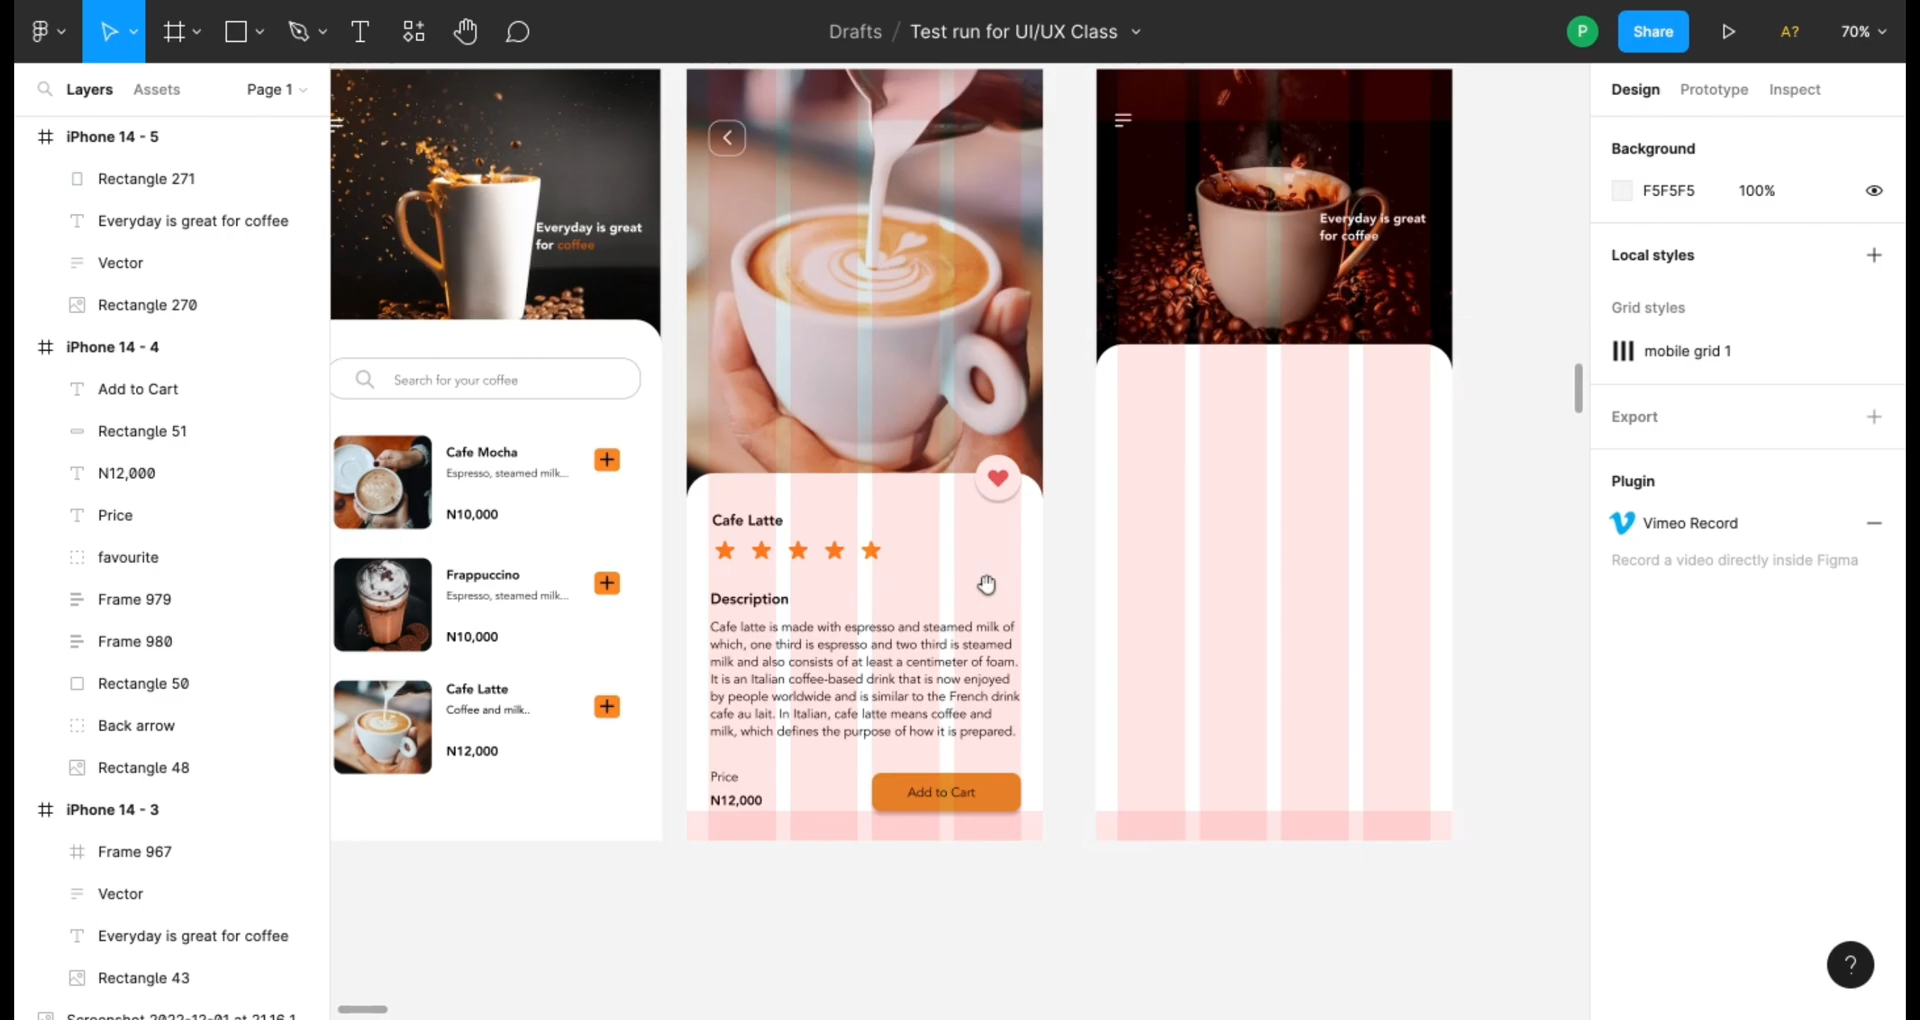 Drafts / Test run for UI/UX Class
P
Share
A?
70%
Layers
Assets
Page 1
iPhone 14 - 5
Rectangle 271
Everyday is great for coffee
Vector
Rectangle 270
iPhone 14 - 4
Add to Cart
Rectangle 51
N12,000
Price
favourite
Frame 979
Frame 980
Rectangle 50
Back arrow
Rectangle 48
iPhone 14 - 3
Frame 967
Vector
Everyday is great for coffee
Rectangle 43
Screenshot 2022-12-01 at 21.16 1
Everyday is great
for coffee
Search for your coffee
Cafe Mocha
Espresso, steamed milk...
N10,000
Frappuccino
Espresso, steamed milk...
N10,000
Cafe Latte
Coffee and milk..
N12,000
Cafe Latte
Description
Cafe latte is made with espresso and steamed milk of
which, one third is espresso and two third is steamed
milk and also consists of at least a centimeter of foam.
It is an Italian coffee-based drink that is now enjoyed
by people worldwide and is similar to the French drink
cafe au lait. In Italian, cafe latte means coffee and
milk, which defines the purpose of how it is prepared.
Price
N12,000
Add to Cart
Everyday is great
for coffee
Design
Prototype
Inspect
Background
F5F5F5
100%
Local styles
Grid styles
mobile grid 1
Export
Plugin
Vimeo Record
Record a video directly inside Figma
?